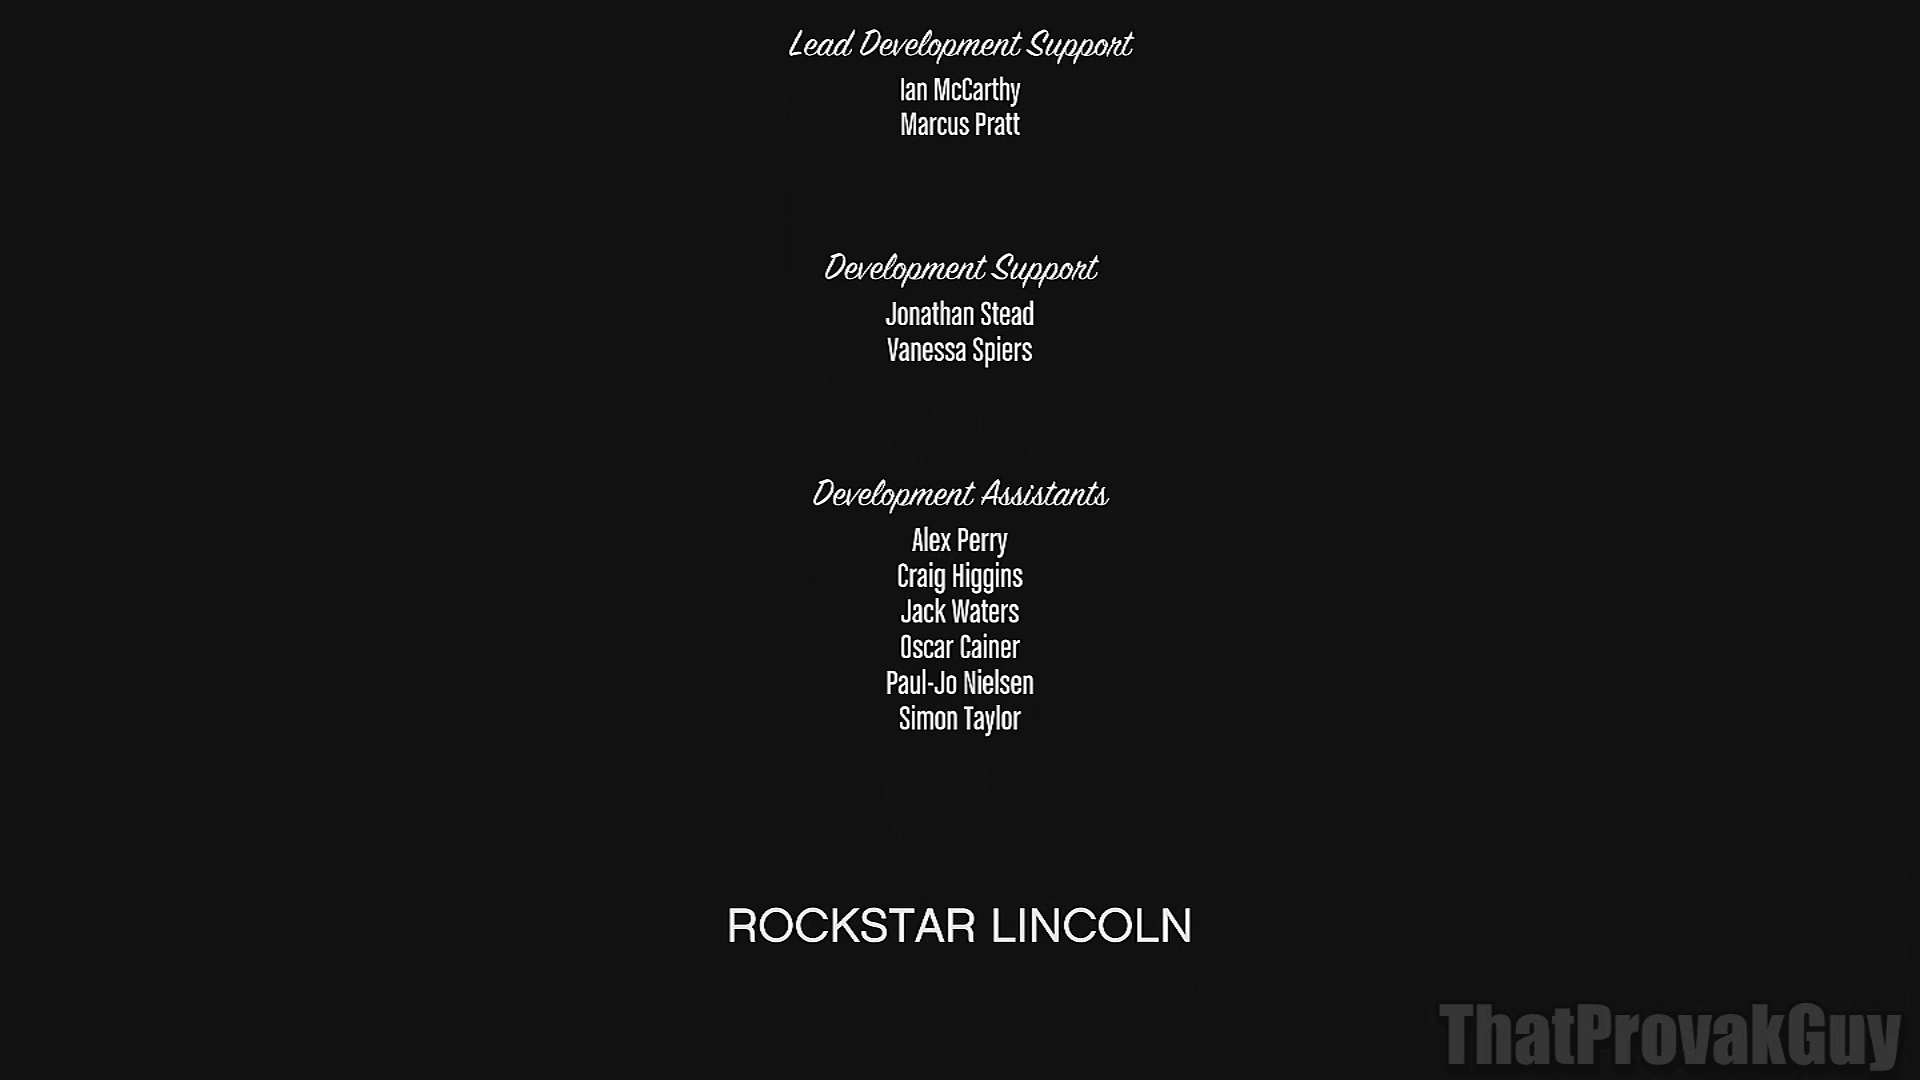 Lead Development Support
Ian McCarthy
Marcus Pratt
Development Support
Jonathan Stead
Vanessa Spiers
Development Assistants
Alex Perry
Craig Higgins
Jack Waters
Oscar Cainer
Paul-Jo Nielsen
Simon Taylor
ROCKSTAR LINCOLN
ThatProvakGuy